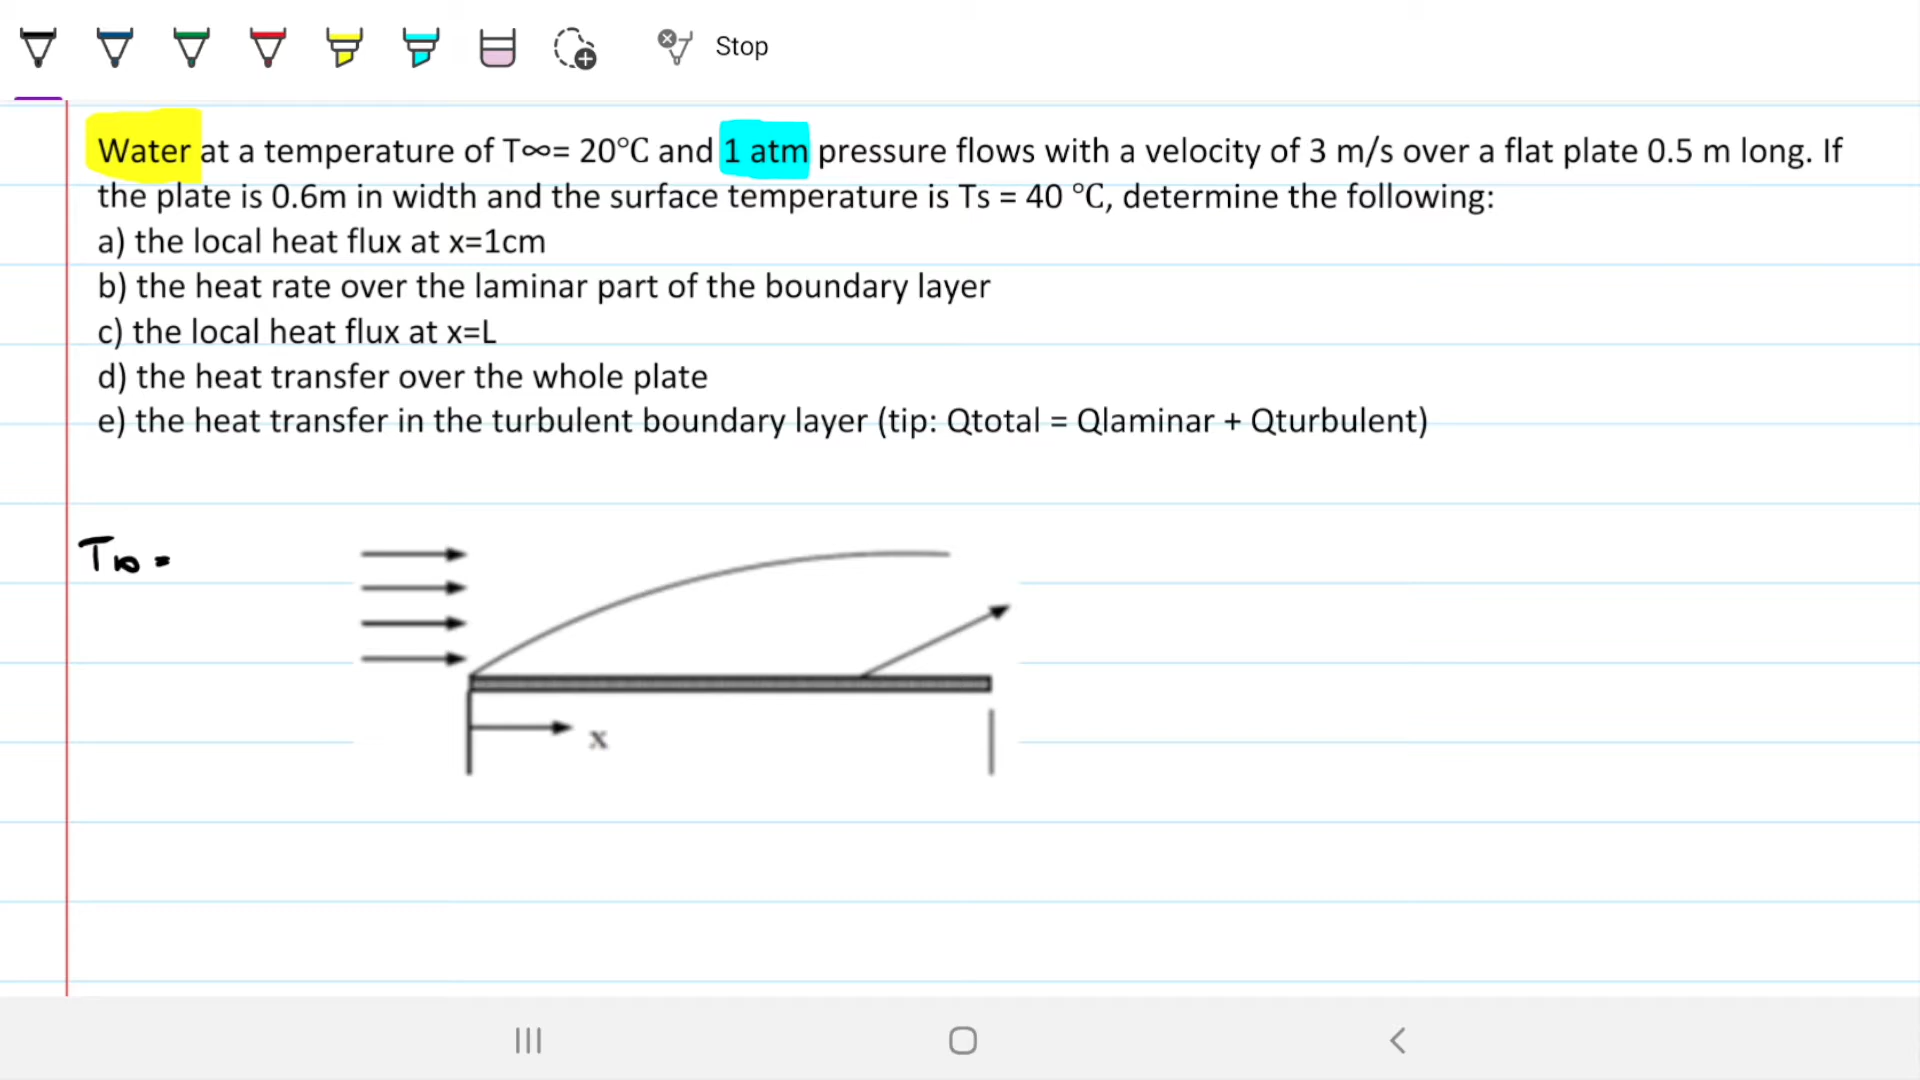 Stop
Water at a temperature of T∞= 20°C and 1 atm pressure flows with a velocity of 3 m/s over a flat plate 0.5 m long. If
the plate is 0.6m in width and the surface temperature is Ts = 40 °C, determine the following:
a) the local heat flux at x=1cm
b) the heat rate over the laminar part of the boundary layer
c) the local heat flux at x=L
d) the heat transfer over the whole plate
e) the heat transfer in the turbulent boundary layer (tip: Qtotal = Qlaminar + Qturbulent)
T∞ =
x